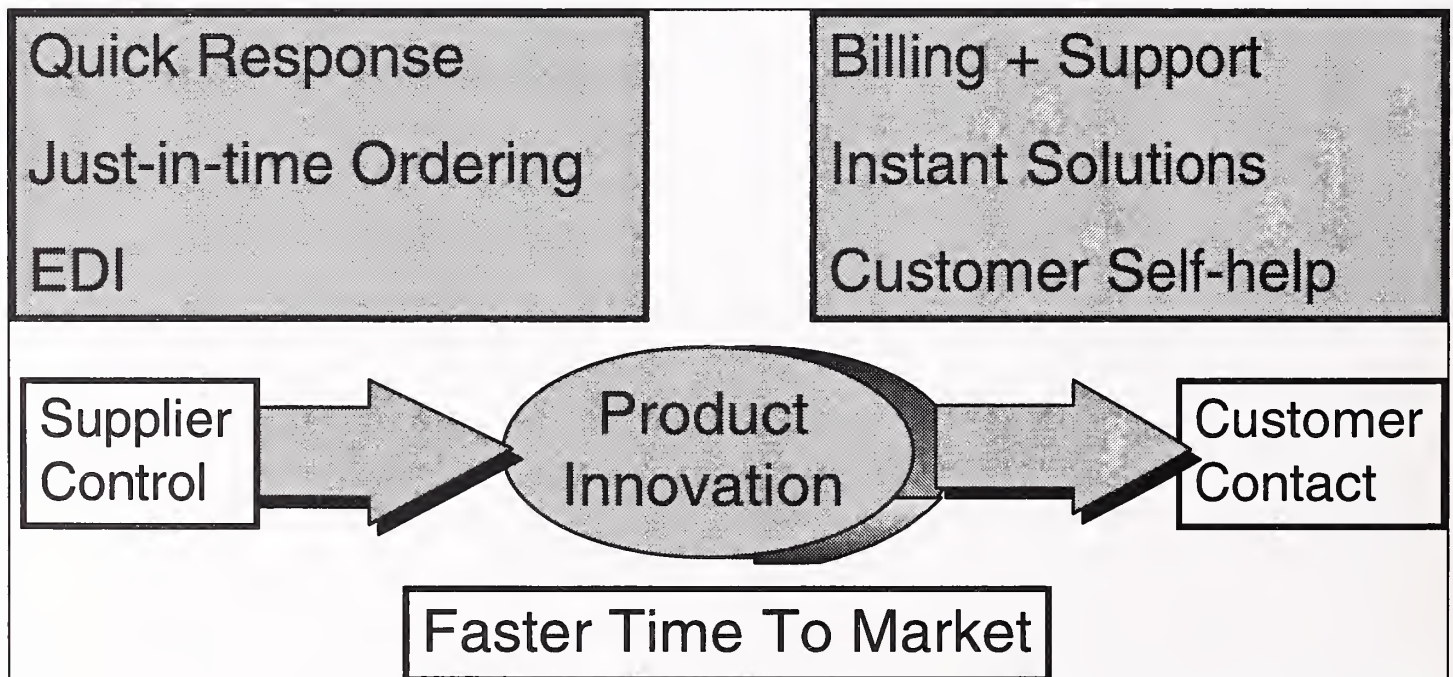 Quick Response
Just-in-time Ordering
EDI
Billing + Support
Instant Solutions
Customer Self-help
Supplier
Control
Product
Innovation
Customer
Contact
Faster Time To Market